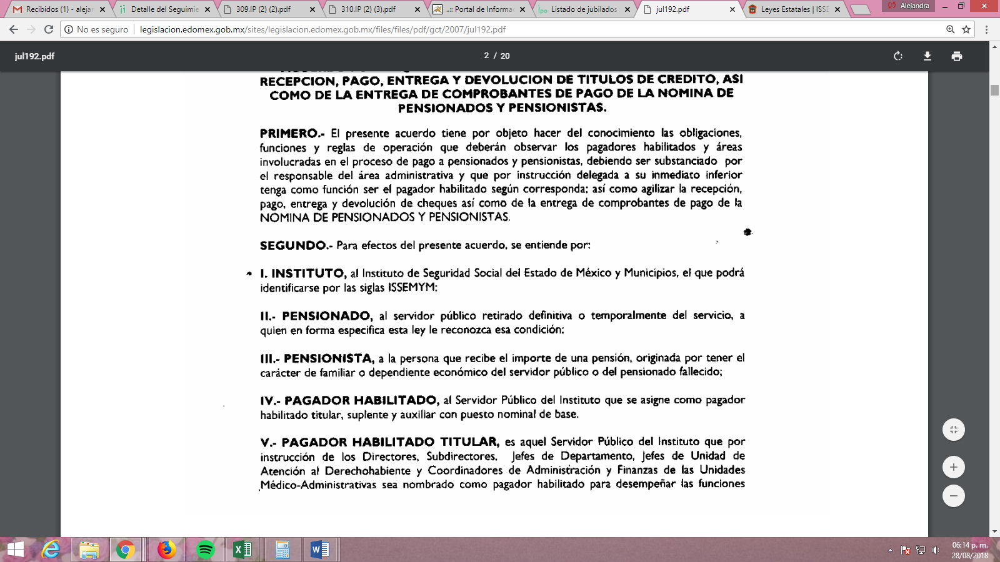 Recibidos (1) - alejar
Detalle del Seguimie
309.IP (2) (2).pdf
310.IP (2) (3).pdf
..:: Portal de Informac
Listado de jubilados
jul192.pdf
Leyes Estatales | ISSE
Alejandra
No es seguro
legislacion.edomex.gob.mx/sites/legislacion.edomex.gob.mx/files/files/pdf/gct/2007/jul192.pdf
jul192.pdf
2 / 20
RECEPCION, PAGO, ENTREGA Y DEVOLUCION DE TITULOS DE CREDITO, ASI
COMO DE LA ENTREGA DE COMPROBANTES DE PAGO DE LA NOMINA DE
PENSIONADOS Y PENSIONISTAS.
PRIMERO.- El presente acuerdo tiene por objeto hacer del conocimiento las obligaciones,
funciones y reglas de operación que deberán observar los pagadores habilitados y áreas
involucradas en el proceso de pago a pensionados y pensionistas, debiendo ser substanciado por
el responsable del área administrativa y que por instrucción delegada a su inmediato inferior
tenga como función ser el pagador habilitado según corresponda; así como agilizar la recepción,
pago, entrega y devolución de cheques así como de la entrega de comprobantes de pago de la
NOMINA DE PENSIONADOS Y PENSIONISTAS.
SEGUNDO.- Para efectos del presente acuerdo, se entiende por:
I. INSTITUTO, al Instituto de Seguridad Social del Estado de México y Municipios, el que podrá
identificarse por las siglas ISSEMYM;
II.- PENSIONADO, al servidor público retirado definitiva o temporalmente del servicio, a
quien en forma especifica esta ley le reconozca esa condición;
III.- PENSIONISTA, a la persona que recibe el importe de una pensión, originada por tener el
carácter de familiar o dependiente económico del servidor público o del pensionado fallecido;
IV.- PAGADOR HABILITADO, al Servidor Público del Instituto que se asigne como pagador
habilitado titular, suplente y auxiliar con puesto nominal de base.
V.- PAGADOR HABILITADO TITULAR, es aquel Servidor Público del Instituto que por
instrucción de los Directores, Subdirectores, Jefes de Departamento, Jefes de Unidad de
Atención al Derechohabiente y Coordinadores de Administración y Finanzas de las Unidades
Médico-Administrativas sea nombrado como pagador habilitado para desempeñar las funciones
06:14 p. m.
28/08/2018